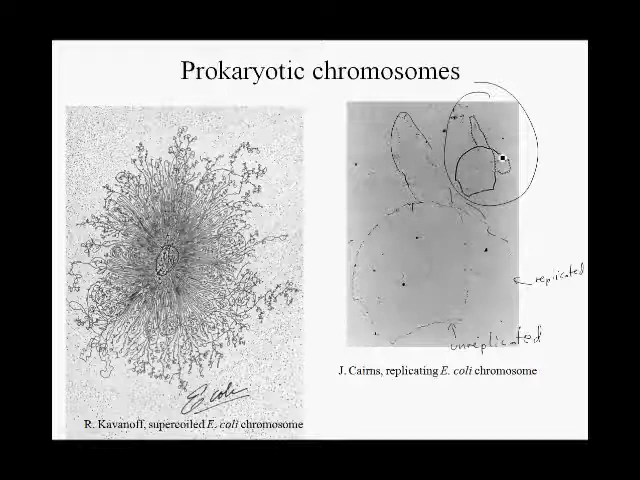 Prokaryotic chromosomes
replicated
unreplicated
E. coli
J. Cairns, replicating E. coli chromosome
R. Kavanoff, supercoiled E. coli chromosome